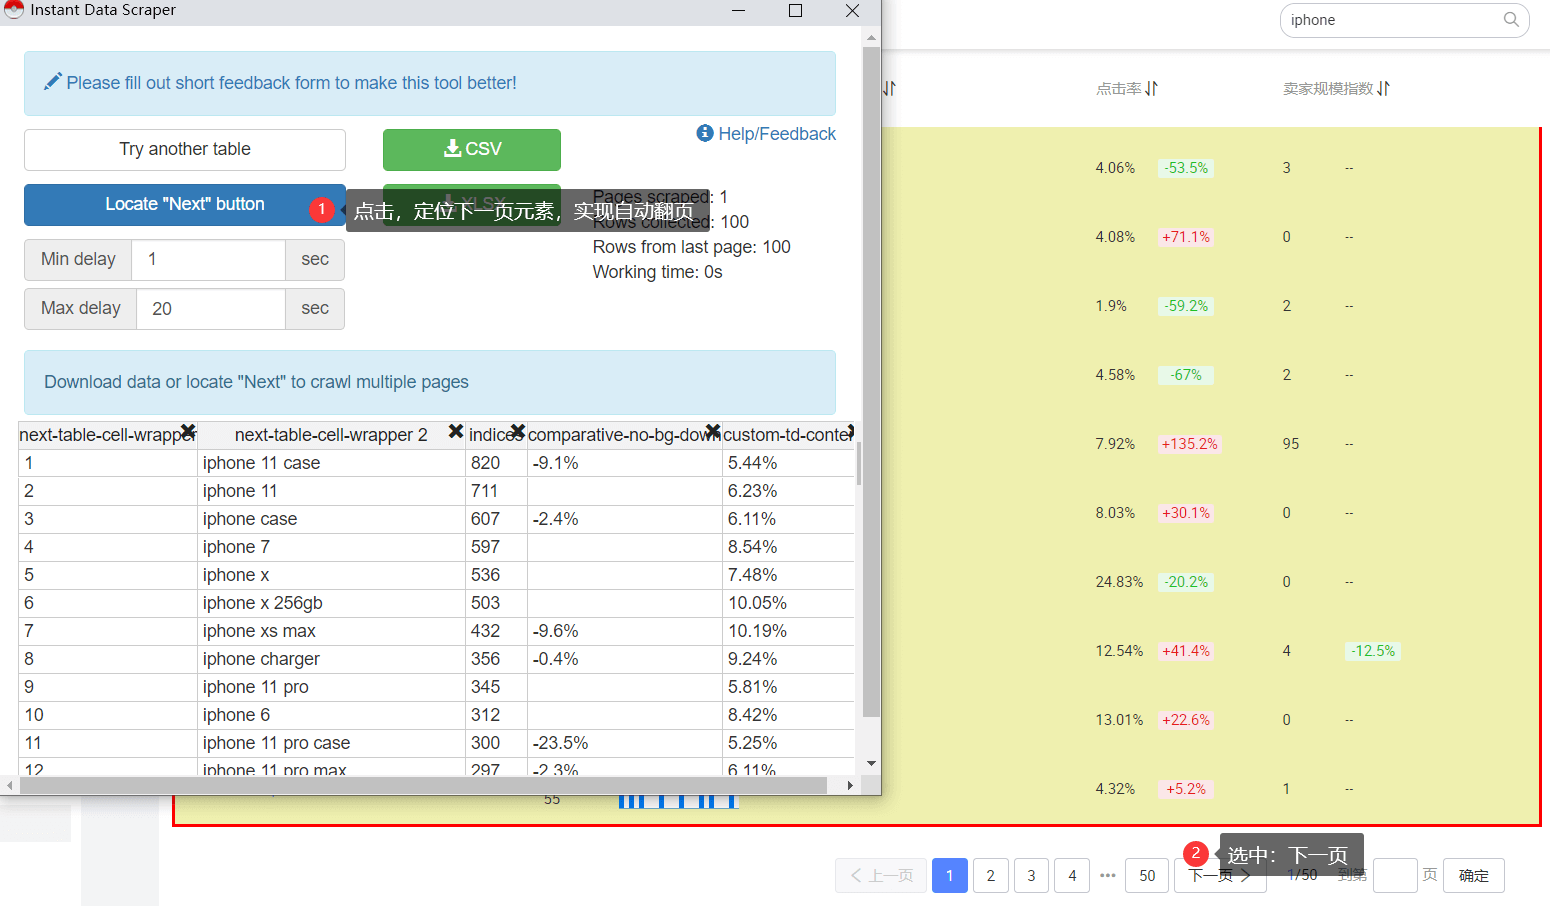 Instant Data Scraper
iphone
Please fill out short feedback form to make this tool better!
点击率 卖家规模指数
Try another table
CSV
Help/Feedback
Locate "Next" button
1
点击，定位下一页元素，实现自动翻页
XLSX
Pages scraped: 1
Rows collected: 100
Rows from last page: 100
Working time: 0s
Min delay 1 sec
Max delay 20 sec
Download data or locate "Next" to crawl multiple pages
next-table-cell-wrapper next-table-cell-wrapper 2 indices comparative-no-bg-down custom-td-conte
1 iphone 11 case 820 -9.1% 5.44%
2 iphone 11 711 6.23%
3 iphone case 607 -2.4% 6.11%
4 iphone 7 597 8.54%
5 iphone x 536 7.48%
6 iphone x 256gb 503 10.05%
7 iphone xs max 432 -9.6% 10.19%
8 iphone charger 356 -0.4% 9.24%
9 iphone 11 pro 345 5.81%
10 iphone 6 312 8.42%
11 iphone 11 pro case 300 -23.5% 5.25%
12 iphone 11 pro max 297 -2.3% 6.11%
4.06% -53.5% 3 --
4.08% +71.1% 0 --
1.9% -59.2% 2 --
4.58% -67% 2 --
7.92% +135.2% 95 --
8.03% +30.1% 0 --
24.83% -20.2% 0 --
12.54% +41.4% 4 -12.5%
13.01% +22.6% 0 --
4.32% +5.2% 1 --
55
2
选中：下一页
上一页 1 2 3 4 ••• 50 下一页 1/50 到第 页 确定